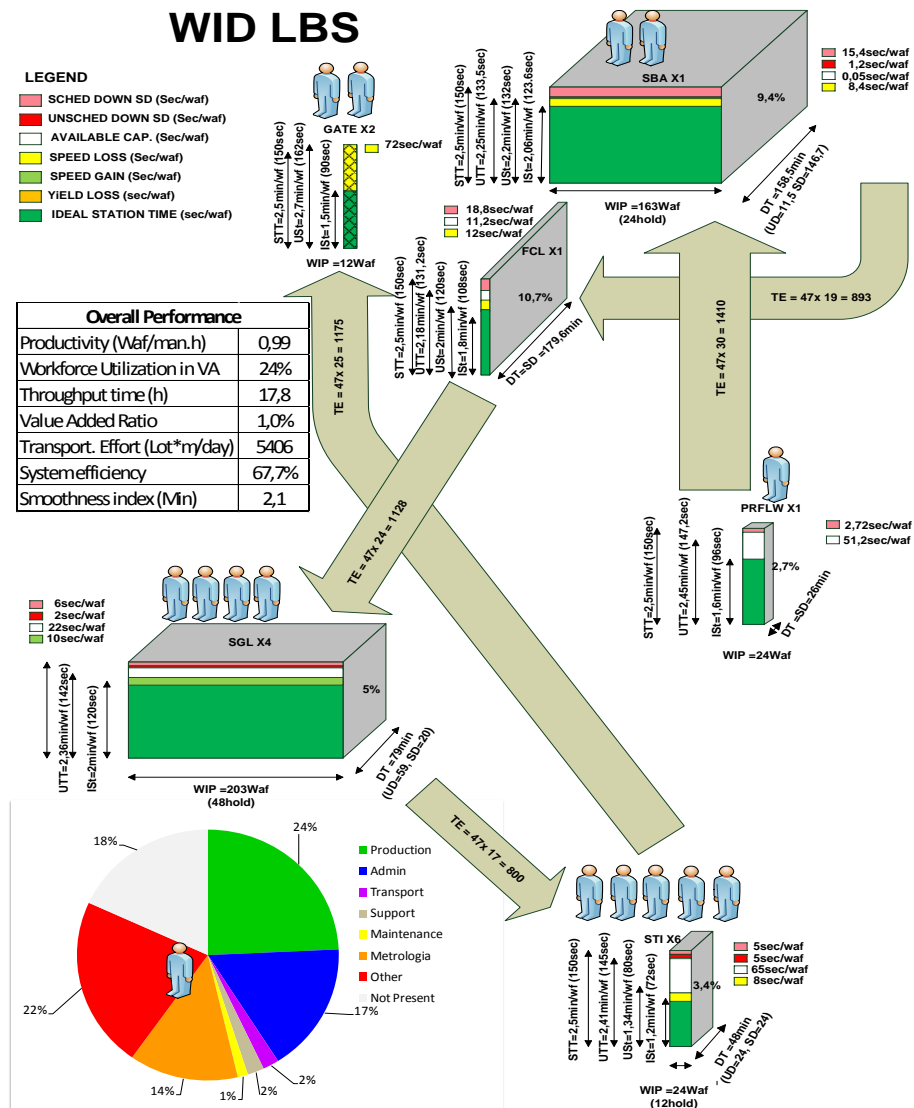 WID LBS
LEGEND
SCHED DOWN SD (Sec/waf)
UNSCHED DOWN SD (Sec/waf)
AVAILABLE CAP. (Sec/waf)
SPEED LOSS (Sec/waf)
SPEED GAIN (Sec/waf)
YiELD LOSS (sec/waf)
IDEAL STATION TIME (sec/waf)
GATE X2
72sec/waf
STT=2,5min/wf (150sec)
USt=2,7min/wf (162sec)
ISt=1,5min/wf (90sec)
WIP =12Waf
SBA X1
15,4sec/waf
1,2sec/waf
0,05sec/waf
8,4sec/waf
9,4%
STT=2,5min/wf (150sec)
UTT=2,25min/wf (133,5sec)
USt=2,2min/wf (132sec)
ISt=2,06min/wf (123.6sec)
WIP =163Waf
(24hold)
DT =158,5min
(UD=11,5 SD=146,7)
18,8sec/waf
11,2sec/waf
12sec/waf
FCL X1
10,7%
STT=2,5min/wf (150sec)
UTT=2,18min/wf (131,2sec)
USt=2min/wf (120sec)
ISt=1,8min/wf (108sec)
DT=SD =179,6min
TE = 47x 19 = 893
TE = 47x 30 = 1410
TE = 47x 25 = 1175
TE = 47x 24 = 1128
Overall Performance
Productivity (Waf/man.h) 0,99
Workforce Utilization in VA 24%
Throughput time (h) 17,8
Value Added Ratio 1,0%
Transport. Effort (Lot*m/day) 5406
System efficiency 67,7%
Smoothness index (Min) 2,1
PRFLW X1
2,72sec/waf
51,2sec/waf
2,7%
STT=2,5min/wf (150sec)
UTT=2,45min/wf (147,2sec)
ISt=1,6min/wf (96sec)
DT =SD=26min
WIP =24Waf
6sec/waf
2sec/waf
22sec/waf
10sec/waf
SGL X4
5%
UTT=2,36min/wf (142sec)
ISt=2min/wf (120sec)
WIP =203Waf
(48hold)
DT =79min
(UD=59, SD=20)
TE = 47x 17 = 800
24%
17%
2%
2%
1%
14%
22%
18%
Production
Admin
Transport
Support
Maintenance
Metrologia
Other
Not Present
STI X6
5sec/waf
5sec/waf
65sec/waf
8sec/waf
3,4%
STT=2,5min/wf (150sec)
UTT=2,41min/wf (145sec)
USt=1,34min/wf (80sec)
ISt=1,2min/wf (72sec)
DT =48min
(UD=24, SD=24)
WIP =24Waf
(12hold)